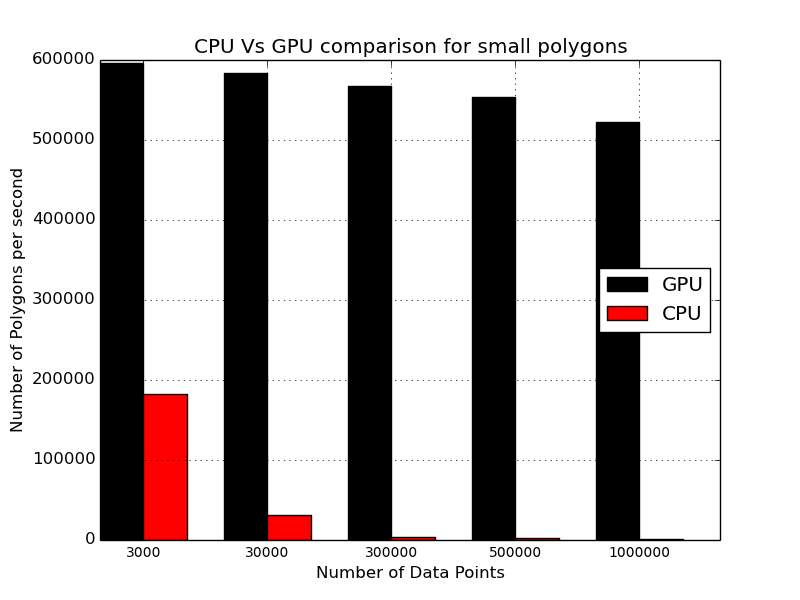 CPU Vs GPU comparison for small polygons
600000
500000
400000
300000
200000
100000
0
Number of Polygons per second
GPU
CPU
3000 30000 300000 500000 1000000
Number of Data Points